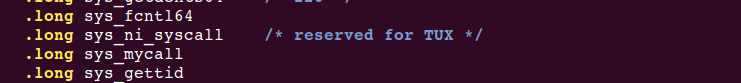 .long sys_fcntl64
.long sys_ni_syscall /* reserved for TUX */
.long sys_mycall
.long sys_gettid